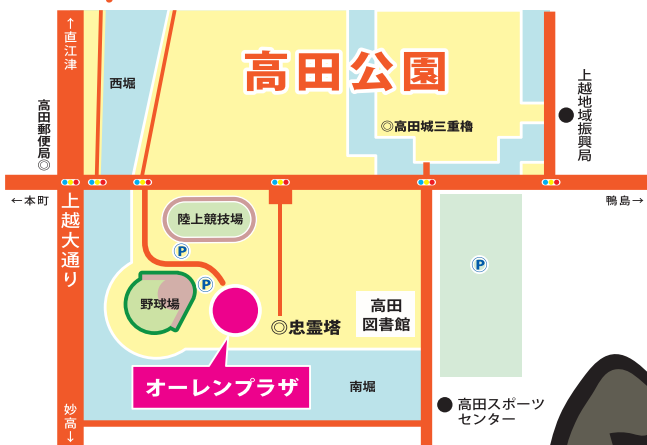 ↑直江津
西堀
高田公園
上越地域振興局
高田郵便局◎
◎高田城三重櫓
←本町
鴨島→
上越大通り
陸上競技場
P
P
P
野球場
◎忠霊塔
高田
図書館
オーレンプラザ
南堀
妙高↓
●高田スポーツ
センター